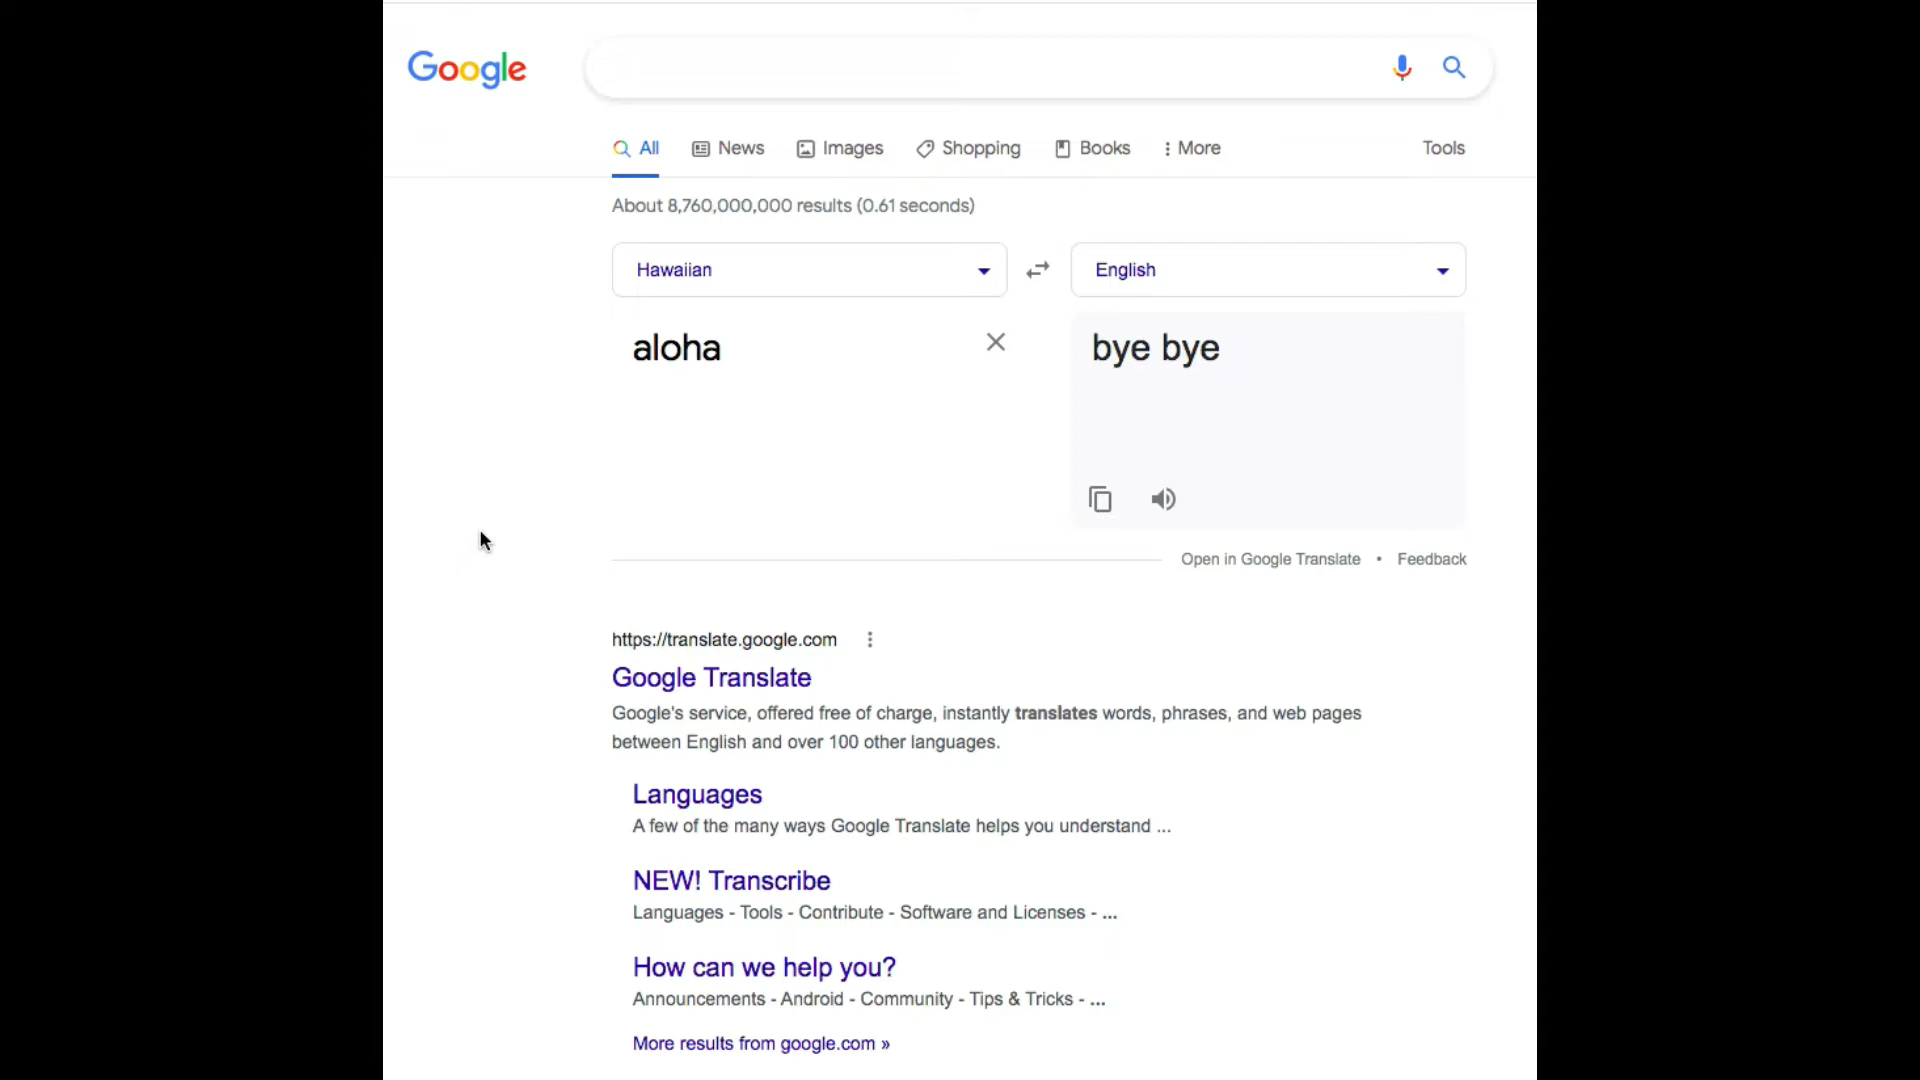 Google
All News Images Shopping Books More Tools
About 8,760,000,000 results (0.61 seconds)
Hawaiian English
aloha bye bye
Open in Google Translate • Feedback
https://translate.google.com
Google Translate
Google's service, offered free of charge, instantly translates words, phrases, and web pages
between English and over 100 other languages.
Languages
A few of the many ways Google Translate helps you understand ...
NEW! Transcribe
Languages - Tools - Contribute - Software and Licenses - ...
How can we help you?
Announcements - Android - Community - Tips & Tricks - ...
More results from google.com »